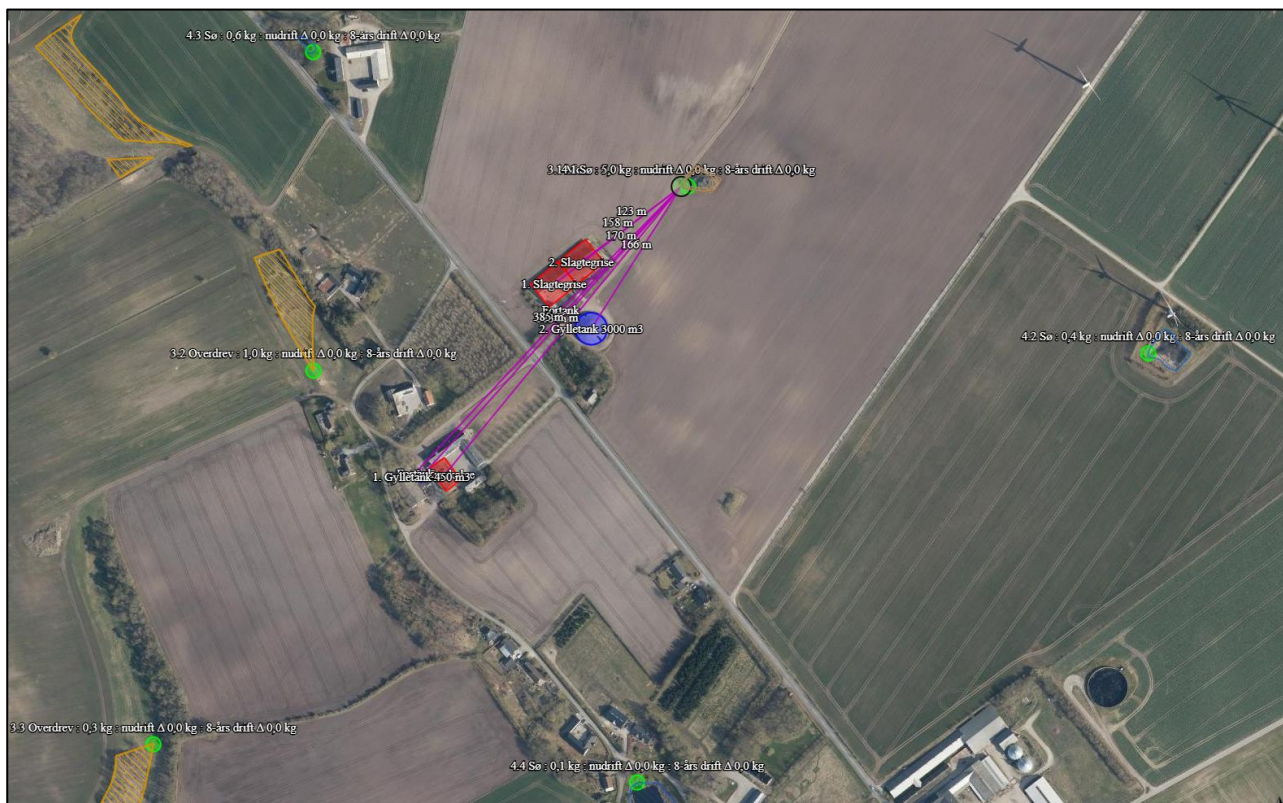 4.3 Sø : 0,6 kg : nudrift Δ 0,0 kg : 8-års drift Δ 0,0 kg
Sø : 5,0 kg : nudrift Δ 0,0 kg : 8-års drift Δ 0,0 kg
123 m
158 m
170 m
166 m
2. Slagtegrise
1. Slagtegrise
Fortank
385 m
2. Gylletank 3000 m3
4.2 Sø : 0,4 kg : nudrift Δ 0,0 kg : 8-års drift Δ 0,0 kg
3.2 Overdrev : 1,0 kg : nudrift Δ 0,0 kg : 8-års drift Δ 0,0 kg
1. Gylletank 450 m3
3.3 Overdrev : 0,3 kg : nudrift Δ 0,0 kg : 8-års drift Δ 0,0 kg
4.4 Sø : 0,1 kg : nudrift Δ 0,0 kg : 8-års drift Δ 0,0 kg